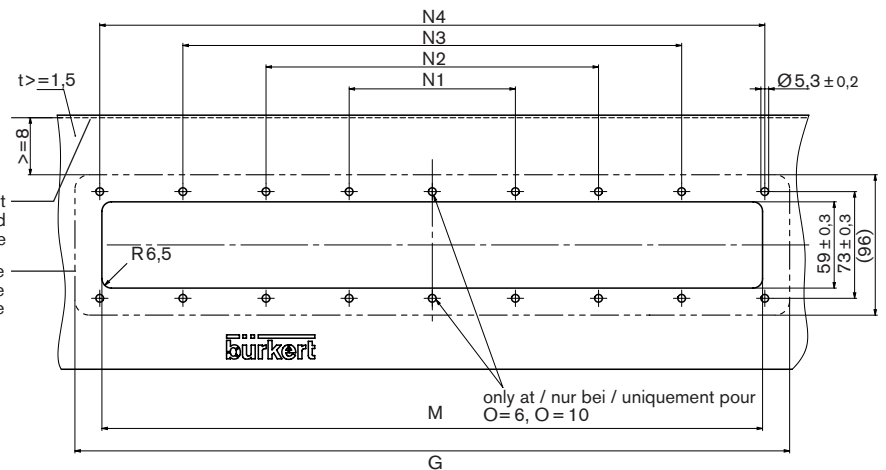 N4
N3
N2
N1
t>=1,5
Ø5,3±0,2
>=8
t
d
e
e
e
e
R6,5
59±0,3
73±0,3
(96)
bürkert
only at / nur bei / uniquement pour
O=6, O=10
M
G